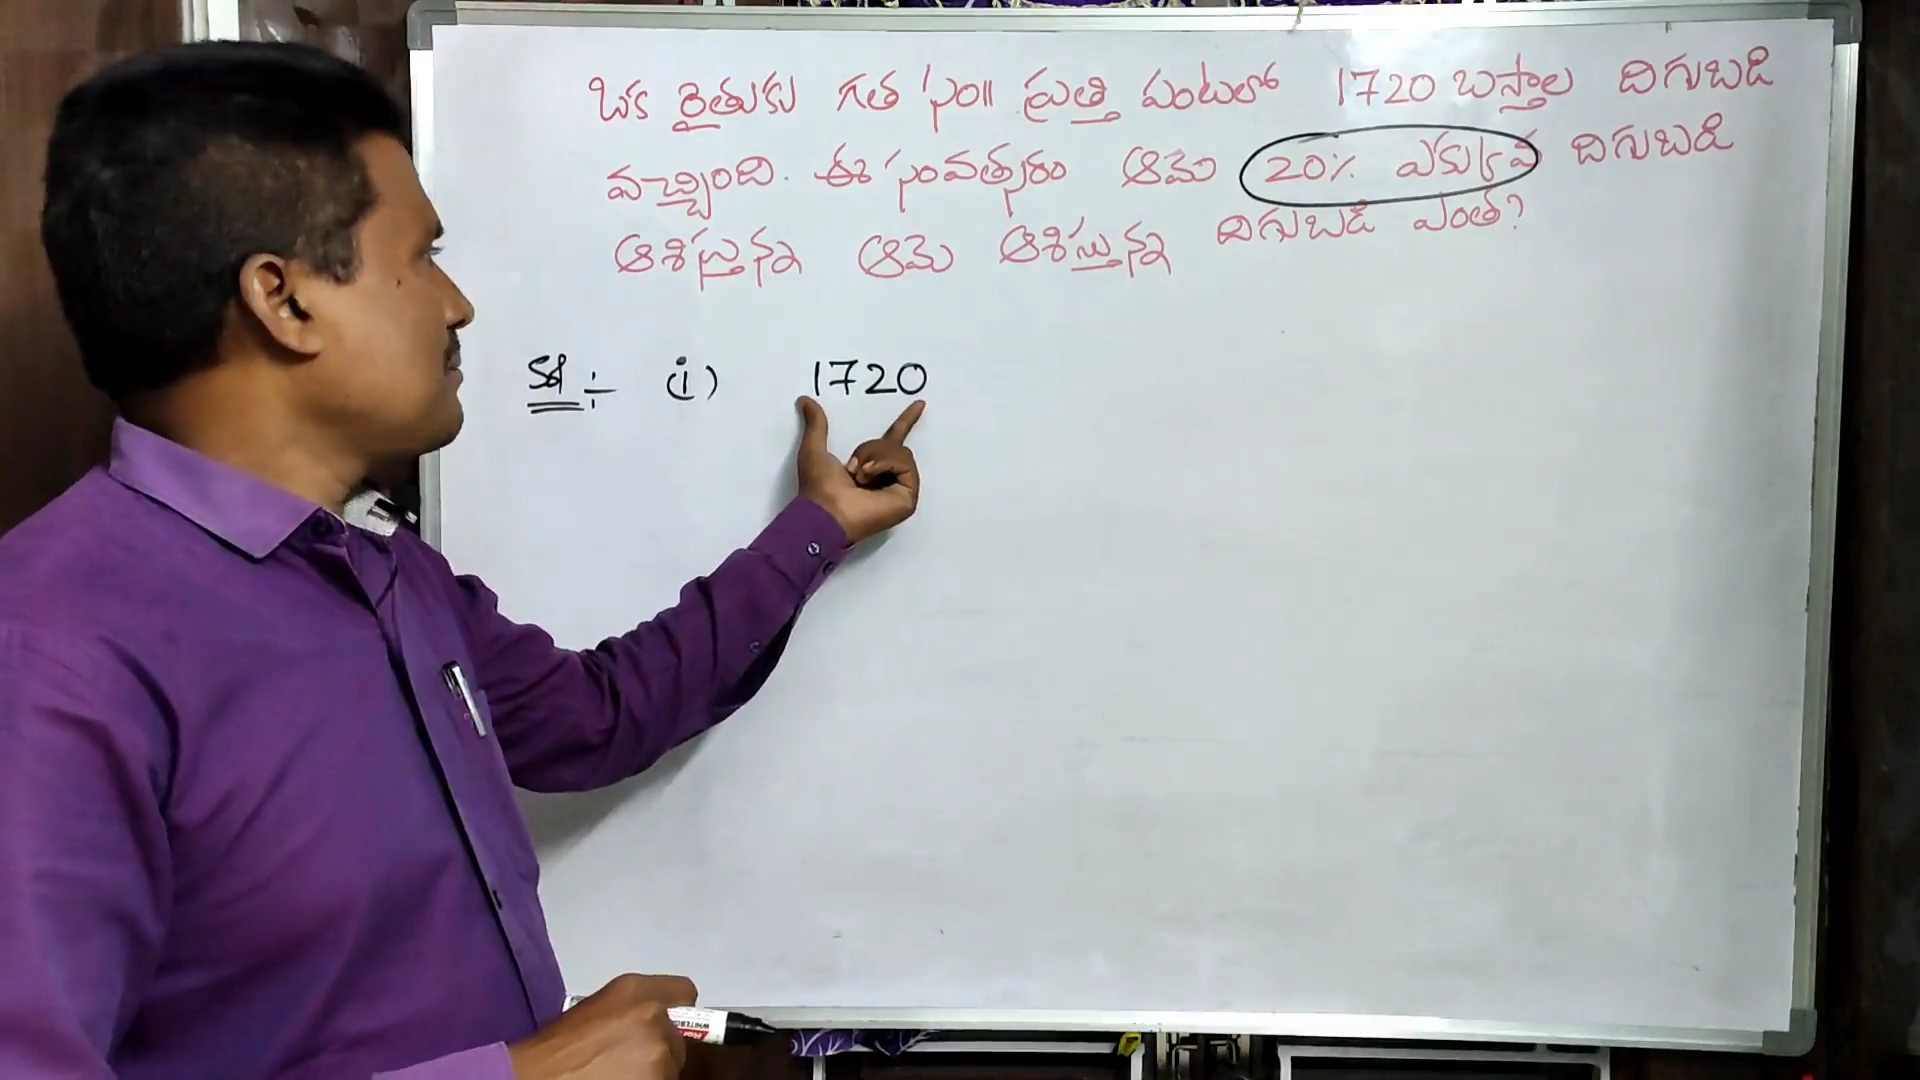 ఒక రైతుకు గత సం॥ ప్రత్తి పంటలో 1720 బస్తాల దిగుబడి
వచ్చింది. ఈ సంవత్సరం ఆమె 20% ఎక్కువ దిగుబడి
ఆశిస్తున్న ఆమె ఆశిస్తున్న దిగుబడి ఎంత?
Sol :- (i) 1720